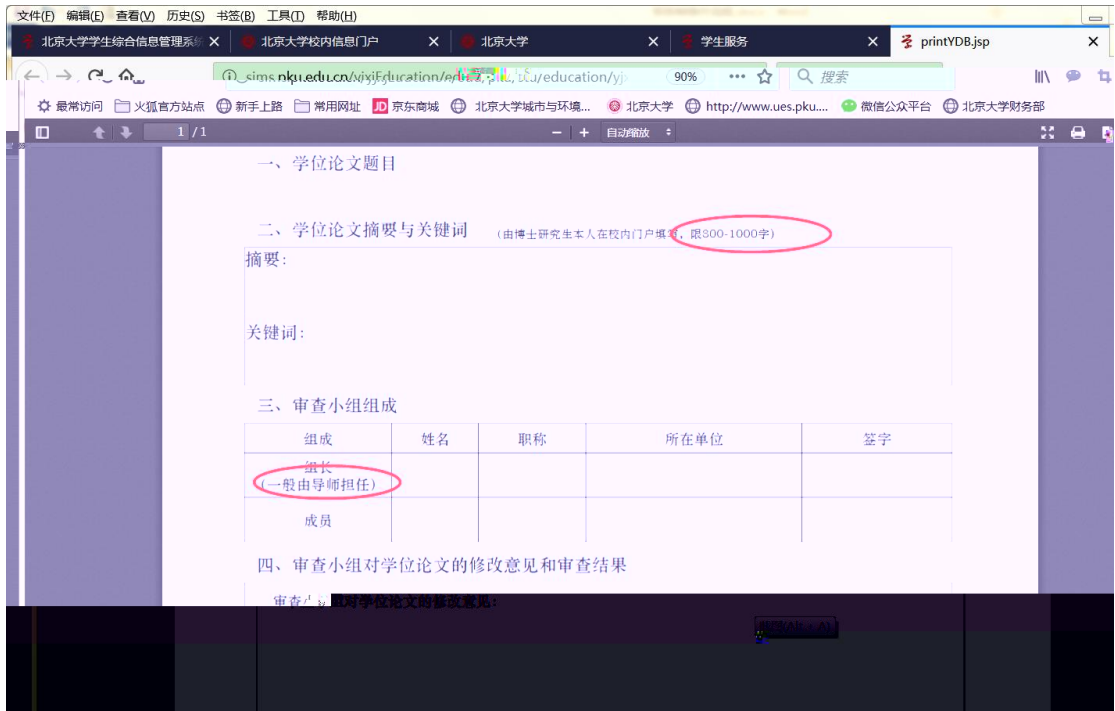 文件(F) 编辑(E) 查看(V) 历史(S) 书签(B) 工具(T) 帮助(H)
北京大学学生综合信息管理系统 × 北京大学校内信息门户 × 北京大学 × 学生服务 × printYDB.jsp ×
90% ··· 搜索
最常访问 火狐官方站点 新手上路 常用网址 JD 京东商城 北京大学城市与环境... 北京大学 http://www.ues.pku.... 微信公众平台 北京大学财务部
1 / 1 − + 自动缩放
一、学位论文题目
二、学位论文摘要与关键词 (由博士研究生本人在校内门户填写,限800-1000字)
摘要:
关键词:
三、审查小组组成
组成 姓名 职称 所在单位 签字
组长
(一般由导师担任)
成员
四、审查小组对学位论文的修改意见和审查结果
审查小组对学位论文的修改意见: